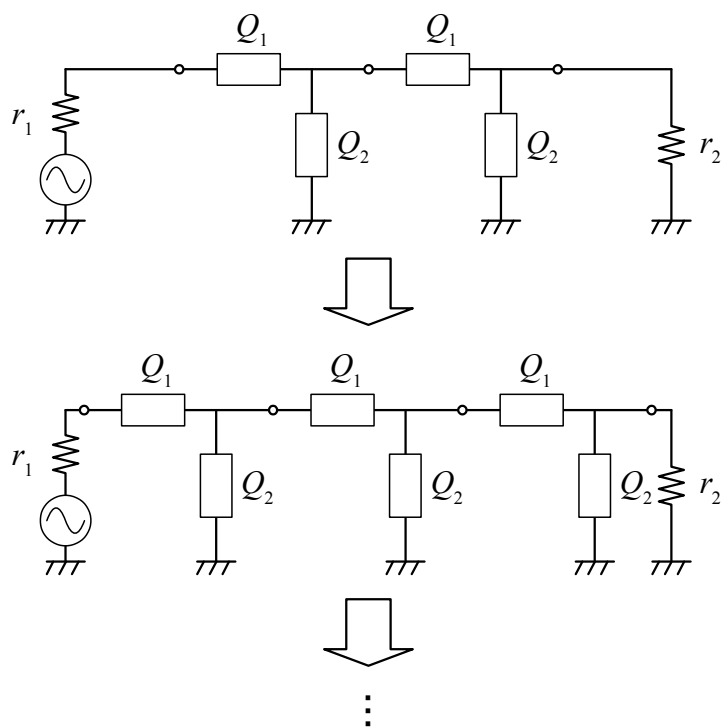 Q₁ Q₁
r₁ Q₂ Q₂ r₂
Q₁ Q₁ Q₁
r₁ Q₂ Q₂ Q₂ r₂
⋮